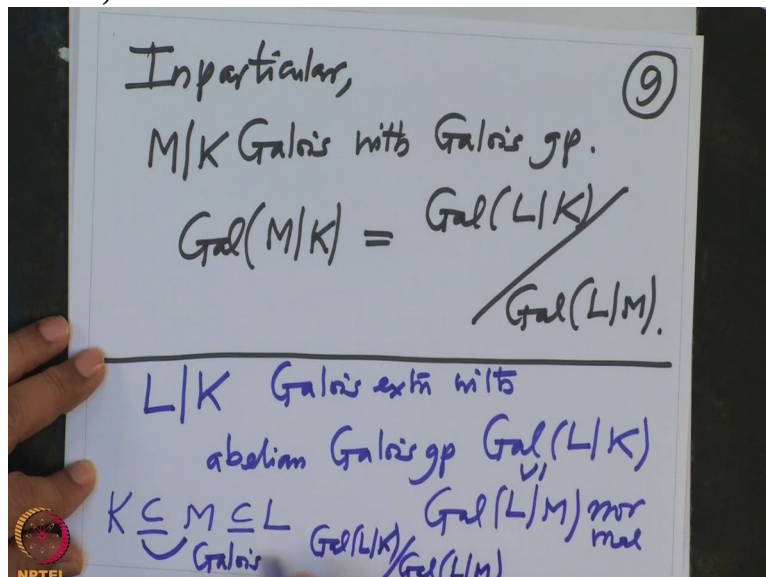 In particular,
9
M|K Galois with Galois gp.
Gal(M|K) = Gal(L|K)/Gal(L|M).
L|K Galois extn with
abelian Galois gp Gal(L|K)
∪|
K ⊆ M ⊆ L Gal(L|M) normal
Galois Gal(L|K)/Gal(L|M)
NPTEL